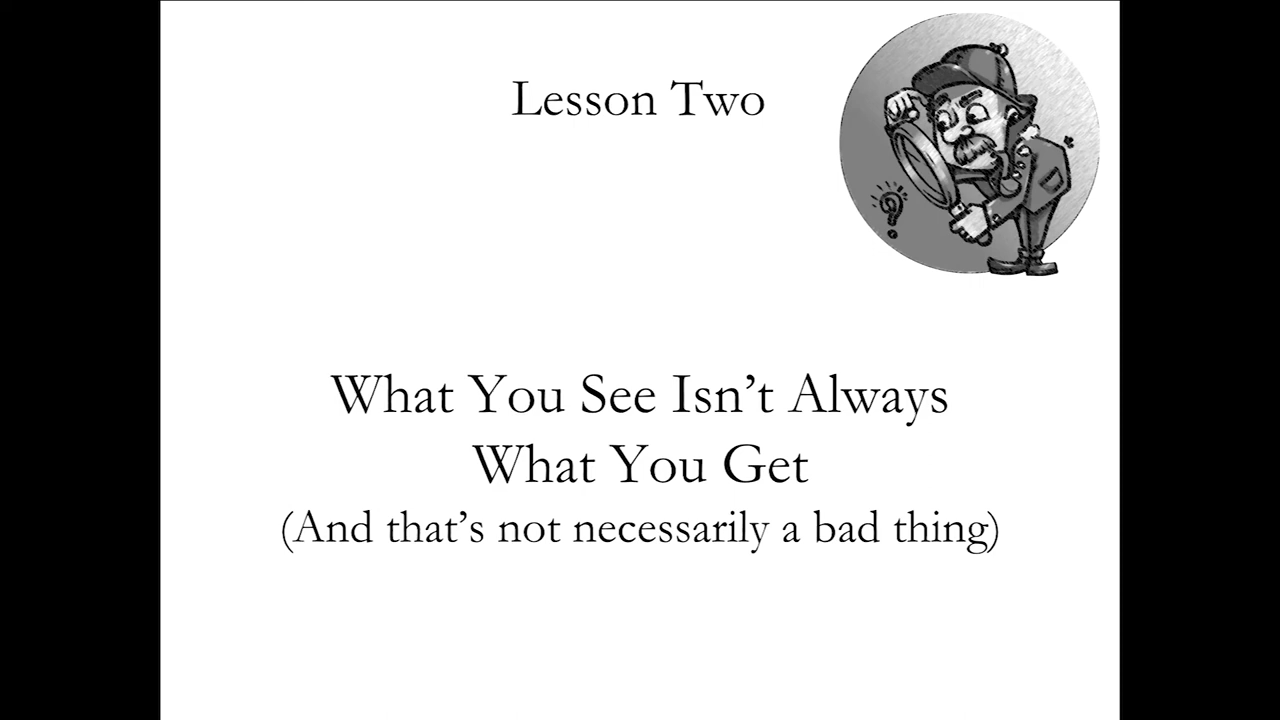 Lesson Two
?
What You See Isn’t Always
What You Get
(And that’s not necessarily a bad thing)